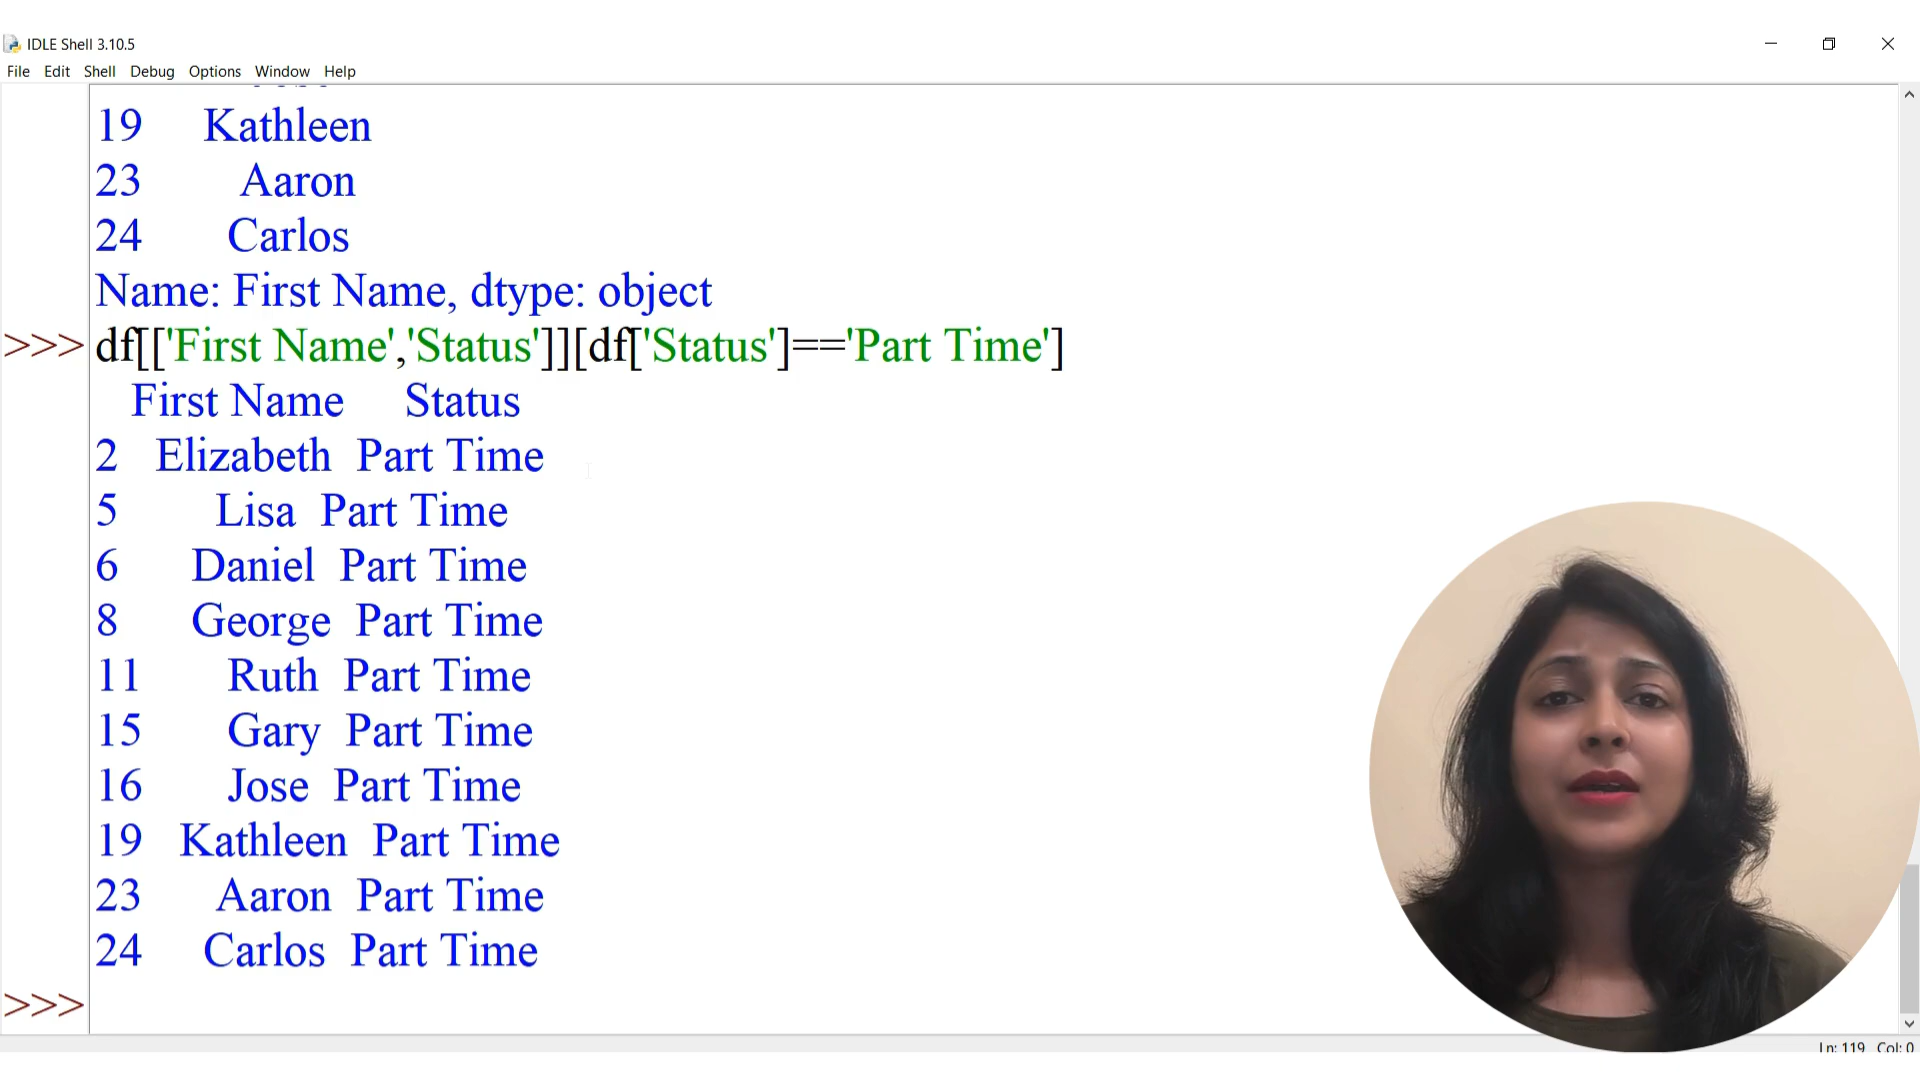 IDLE Shell 3.10.5
File Edit Shell Debug Options Window Help
19 Kathleen
23 Aaron
24 Carlos
Name: First Name, dtype: object
>>> df[['First Name','Status']][df['Status']=='Part Time']
First Name Status
2 Elizabeth Part Time
5 Lisa Part Time
6 Daniel Part Time
8 George Part Time
11 Ruth Part Time
15 Gary Part Time
16 Jose Part Time
19 Kathleen Part Time
23 Aaron Part Time
24 Carlos Part Time
>>>
Ln: 119 Col: 0